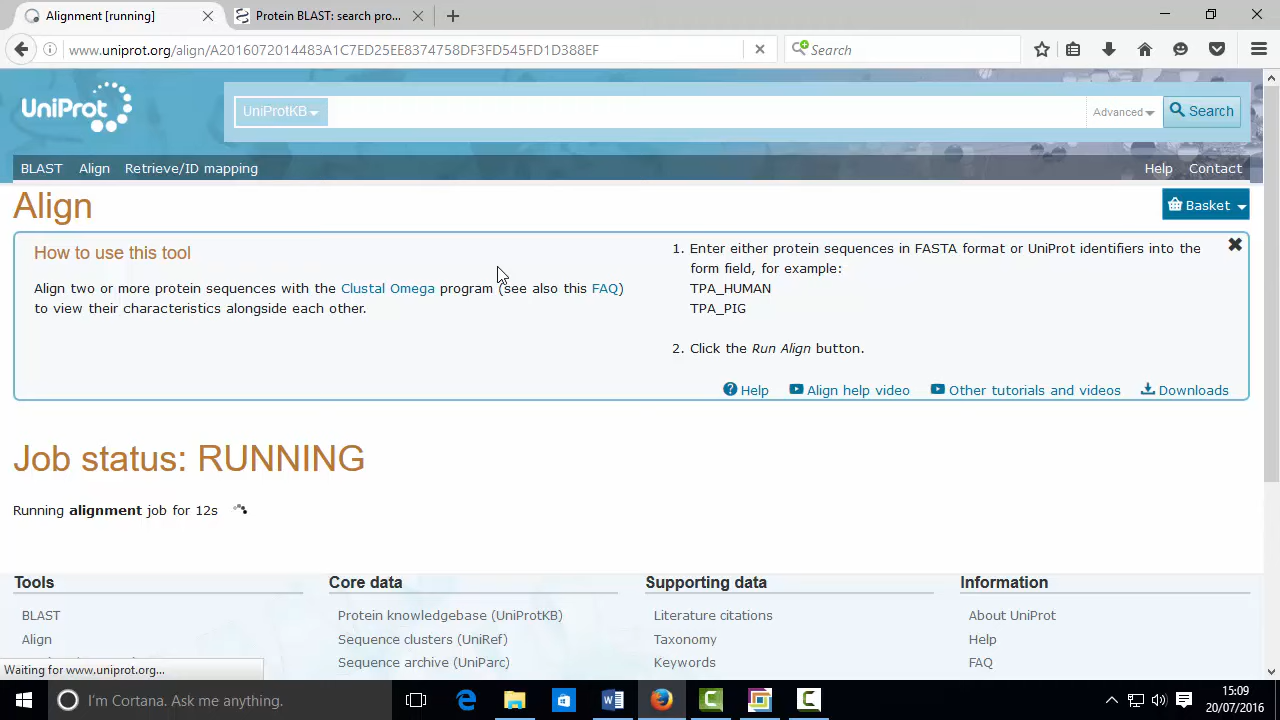 Alignment [running]
Protein BLAST: search pro...
www.uniprot.org/align/A2016072014483A1C7ED25EE8374758DF3FD545FD1D388EF
Search
UniProt
UniProtKB
Advanced
Search
BLAST Align Retrieve/ID mapping
Help Contact
Align
Basket
How to use this tool
Align two or more protein sequences with the Clustal Omega program (see also this FAQ)
to view their characteristics alongside each other.
1. Enter either protein sequences in FASTA format or UniProt identifiers into the
form field, for example:
TPA_HUMAN
TPA_PIG
2. Click the Run Align button.
Help Align help video Other tutorials and videos Downloads
Job status: RUNNING
Running alignment job for 12s
Tools
BLAST
Align
Core data
Protein knowledgebase (UniProtKB)
Sequence clusters (UniRef)
Sequence archive (UniParc)
Supporting data
Literature citations
Taxonomy
Keywords
Information
About UniProt
Help
FAQ
Waiting for www.uniprot.org...
I'm Cortana. Ask me anything.
15:09
20/07/2016